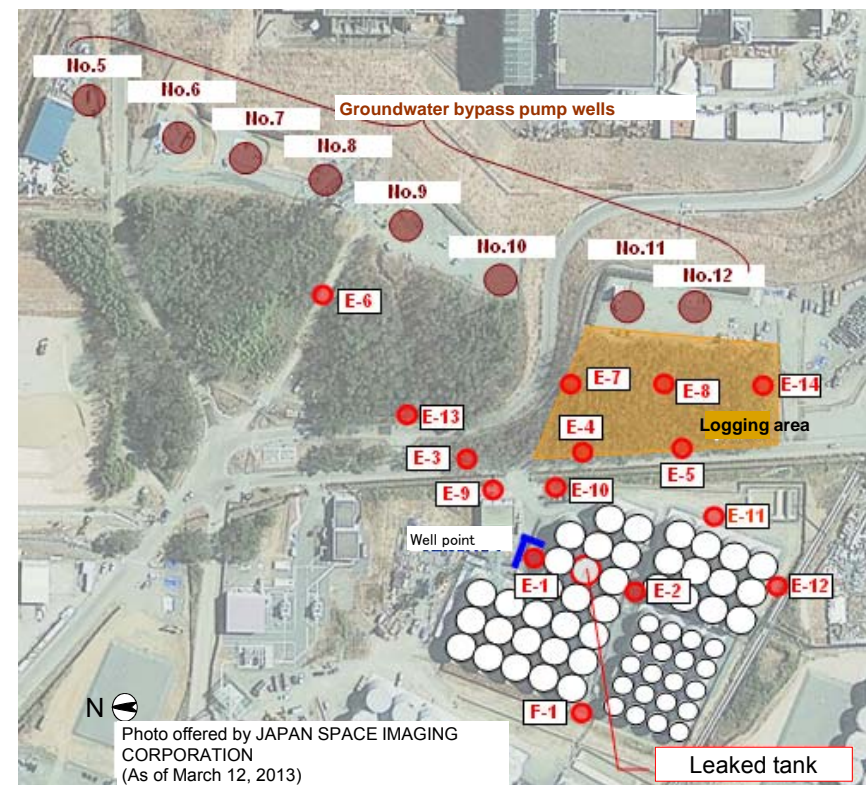 No.5
No.6
No.7
Groundwater bypass pump wells
No.8
No.9
No.10
No.11
No.12
E-6
E-7
E-8
E-14
E-13
Logging area
E-4
E-3
E-5
E-9
E-10
E-11
Well point
E-1
E-2
E-12
F-1
N
Photo offered by JAPAN SPACE IMAGING
CORPORATION
(As of March 12, 2013)
Leaked tank